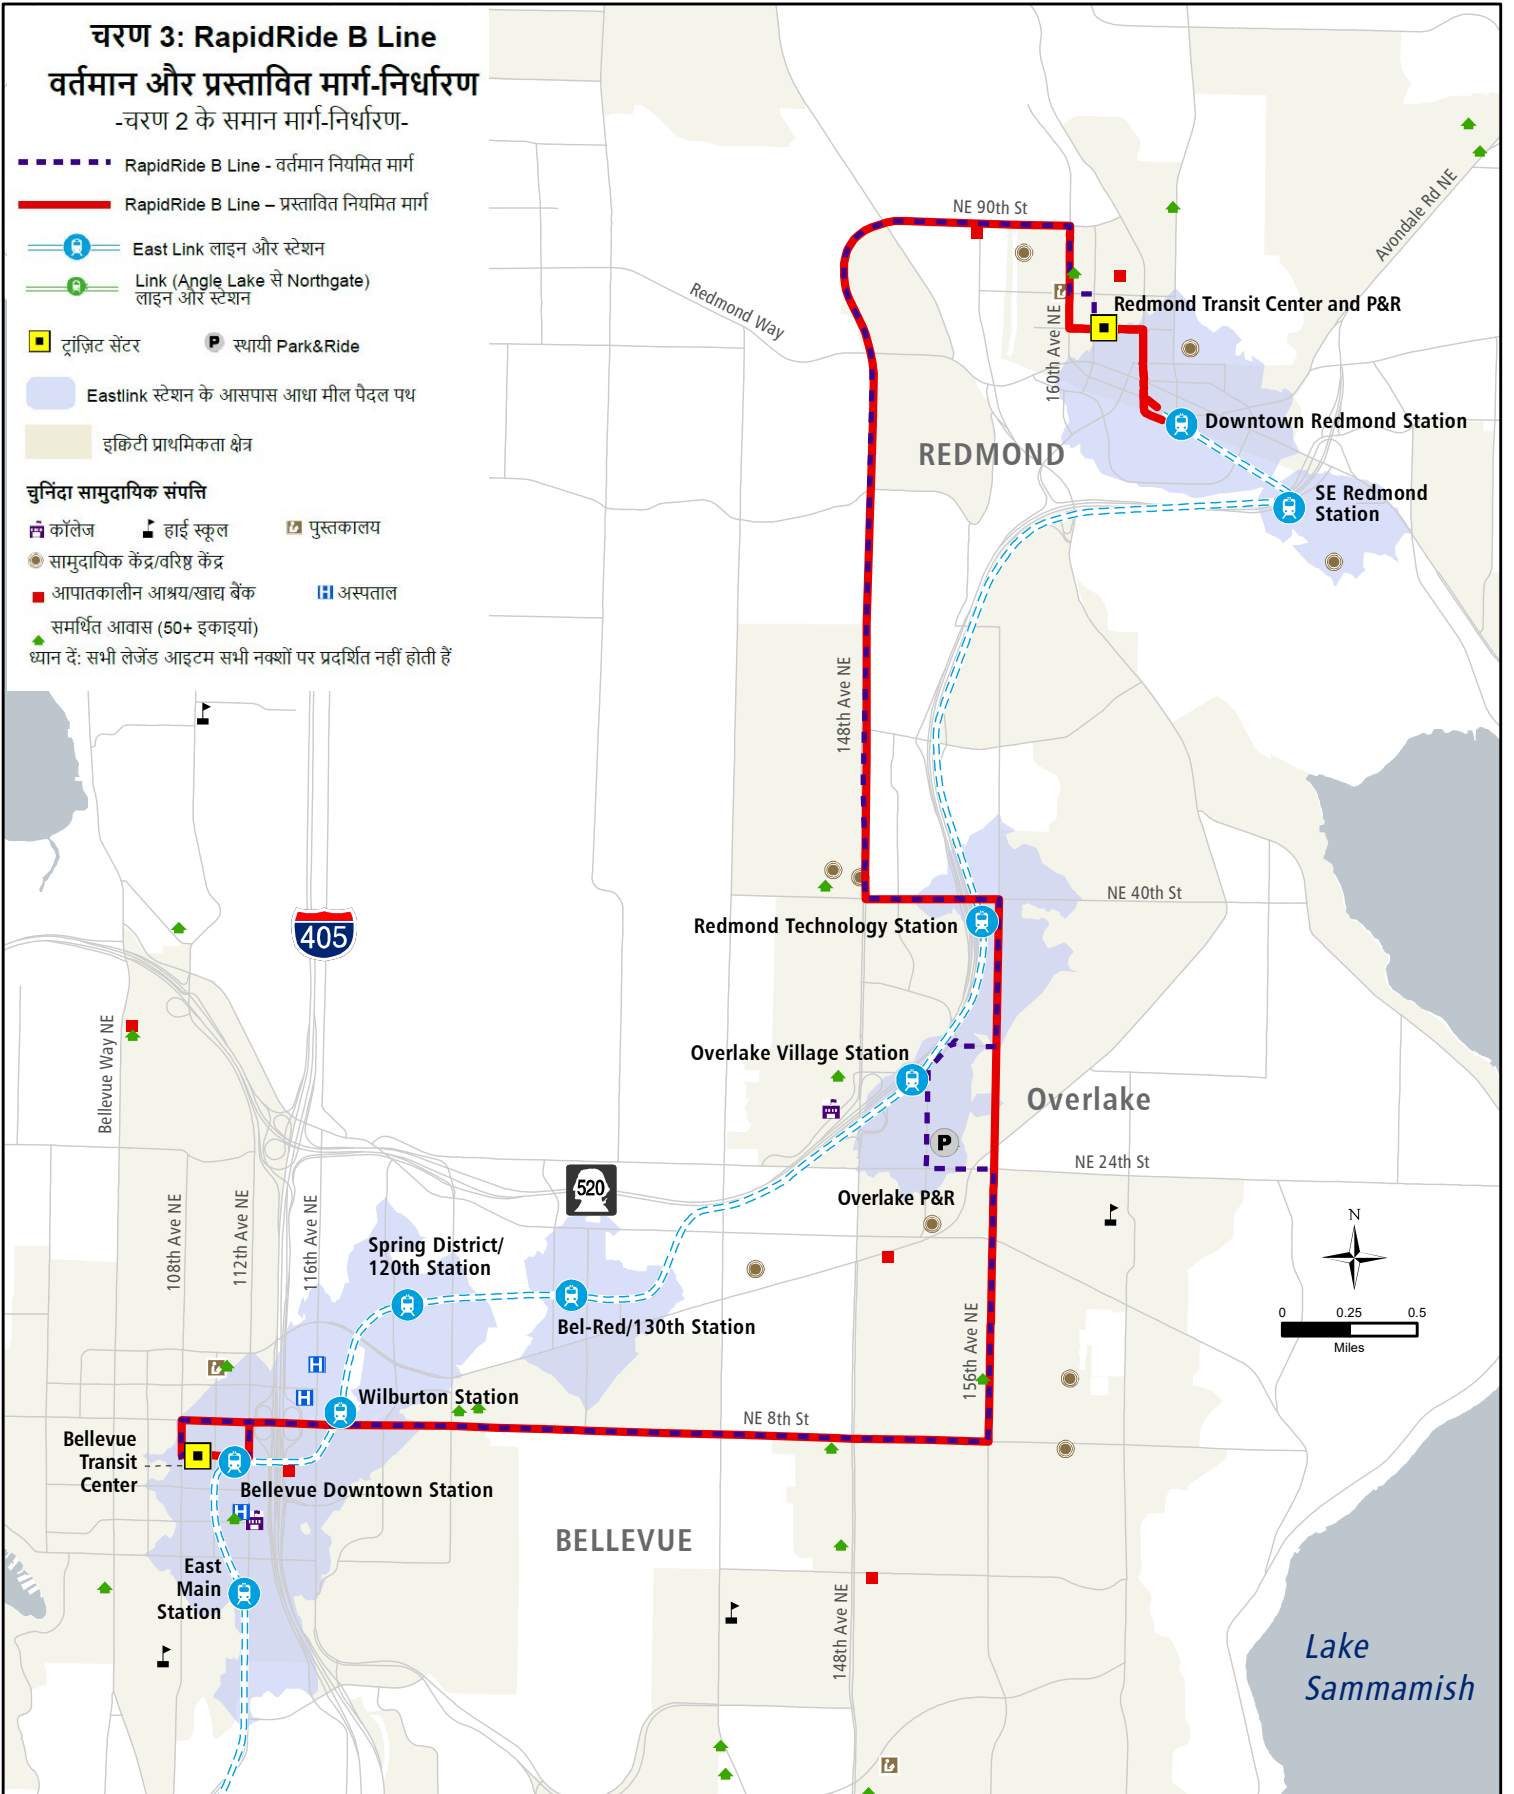 चरण 3: RapidRide B Line
वर्तमान और प्रस्तावित मार्ग-निर्धारण
-चरण 2 के समान मार्ग-निर्धारण-
RapidRide B Line - वर्तमान नियमित मार्ग
RapidRide B Line – प्रस्तावित नियमित मार्ग
East Link लाइन और स्टेशन
Link (Angle Lake से Northgate)
लाइन और स्टेशन
ट्रांज़िट सेंटर
P स्थायी Park&Ride
Eastlink स्टेशन के आसपास आधा मील पैदल पथ
इक्विटी प्राथमिकता क्षेत्र
चुनिंदा सामुदायिक संपत्ति
कॉलेज
हाई स्कूल
पुस्तकालय
सामुदायिक केंद्र/वरिष्ठ केंद्र
आपातकालीन आश्रय/खाद्य बैंक
H अस्पताल
समर्थित आवास (50+ इकाइयां)
ध्यान दें: सभी लेजेंड आइटम सभी नक्शों पर प्रदर्शित नहीं होती हैं
NE 90th St
Avondale Rd NE
Redmond Way
160th Ave NE
Redmond Transit Center and P&R
Downtown Redmond Station
REDMOND
SE Redmond
Station
148th Ave NE
NE 40th St
Redmond Technology Station
405
Bellevue Way NE
Overlake Village Station
Overlake
P
NE 24th St
Overlake P&R
520
108th Ave NE
112th Ave NE
116th Ave NE
Spring District/
120th Station
Bel-Red/130th Station
156th Ave NE
N
0 0.25 0.5
Miles
H
H
Wilburton Station
NE 8th St
Bellevue
Transit
Center
Bellevue Downtown Station
H
BELLEVUE
East
Main
Station
148th Ave NE
Lake
Sammamish